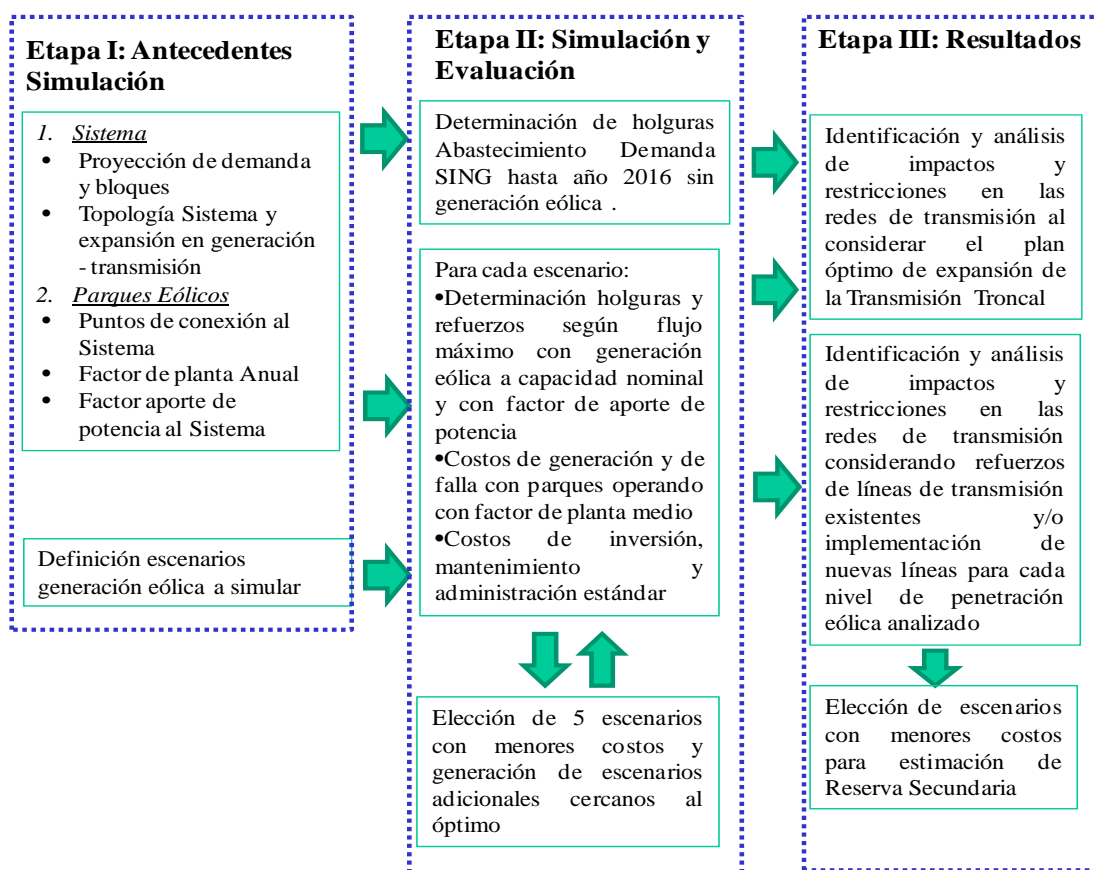 Etapa I: Antecedentes
Simulación
1. Sistema
• Proyección de demanda
y bloques
• Topología Sistema y
expansión en generación
- transmisión
2. Parques Eólicos
• Puntos de conexión al
Sistema
• Factor de planta Anual
• Factor aporte de
potencia al Sistema
Definición escenarios
generación eólica a simular
Etapa II: Simulación y
Evaluación
Determinación de holguras
Abastecimiento Demanda
SING hasta año 2016 sin
generación eólica .
Para cada escenario:
•Determinación holguras y
refuerzos según flujo
máximo con generación
eólica a capacidad nominal
y con factor de aporte de
potencia
•Costos de generación y de
falla con parques operando
con factor de planta medio
•Costos de inversión,
mantenimiento y
administración estándar
Elección de 5 escenarios
con menores costos y
generación de escenarios
adicionales cercanos al
óptimo
Etapa III: Resultados
Identificación y análisis
de impactos y
restricciones en las
redes de transmisión al
considerar el plan
óptimo de expansión de
la Transmisión Troncal
Identificación y análisis
de impactos y
restricciones en las
redes de transmisión
considerando refuerzos
de líneas de transmisión
existentes y/o
implementación de
nuevas líneas para cada
nivel de penetración
eólica analizado
Elección de escenarios
con menores costos
para estimación de
Reserva Secundaria